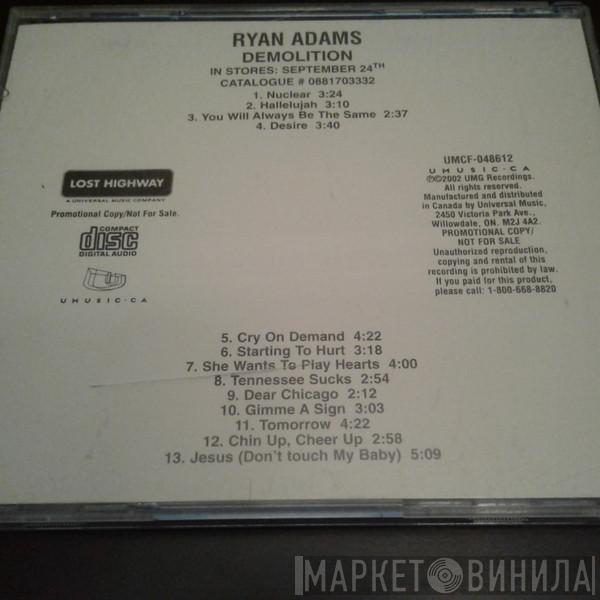 RYAN ADAMS
DEMOLITION
IN STORES: SEPTEMBER 24TH
CATALOGUE # 0881703332
1. Nuclear 3:24
2. Hallelujah 3:10
3. You Will Always Be The Same 2:37
4. Desire 3:40
LOST HIGHWAY
A UNIVERSAL MUSIC COMPANY
Promotional Copy/Not For Sale.
COMPACT
disc
DIGITAL AUDIO
UMUSIC·CA
UMCF-048612
UMUSIC·CA
℗©2002 UMG Recordings.
All rights reserved.
Manufactured and distributed
in Canada by Universal Music,
2450 Victoria Park Ave.,
Willowdale, ON. M2J 4A2.
PROMOTIONAL COPY/
NOT FOR SALE
Unauthorized reproduction,
copying and rental of this
recording is prohibited by law.
If you paid for this product,
please call: 1-800-668-8820
5. Cry On Demand 4:22
6. Starting To Hurt 3:18
7. She Wants To Play Hearts 4:00
8. Tennessee Sucks 2:54
9. Dear Chicago 2:12
10. Gimme A Sign 3:03
11. Tomorrow 4:22
12. Chin Up, Cheer Up 2:58
13. Jesus (Don't touch My Baby) 5:09
МАРКЕТ ВИНИЛА